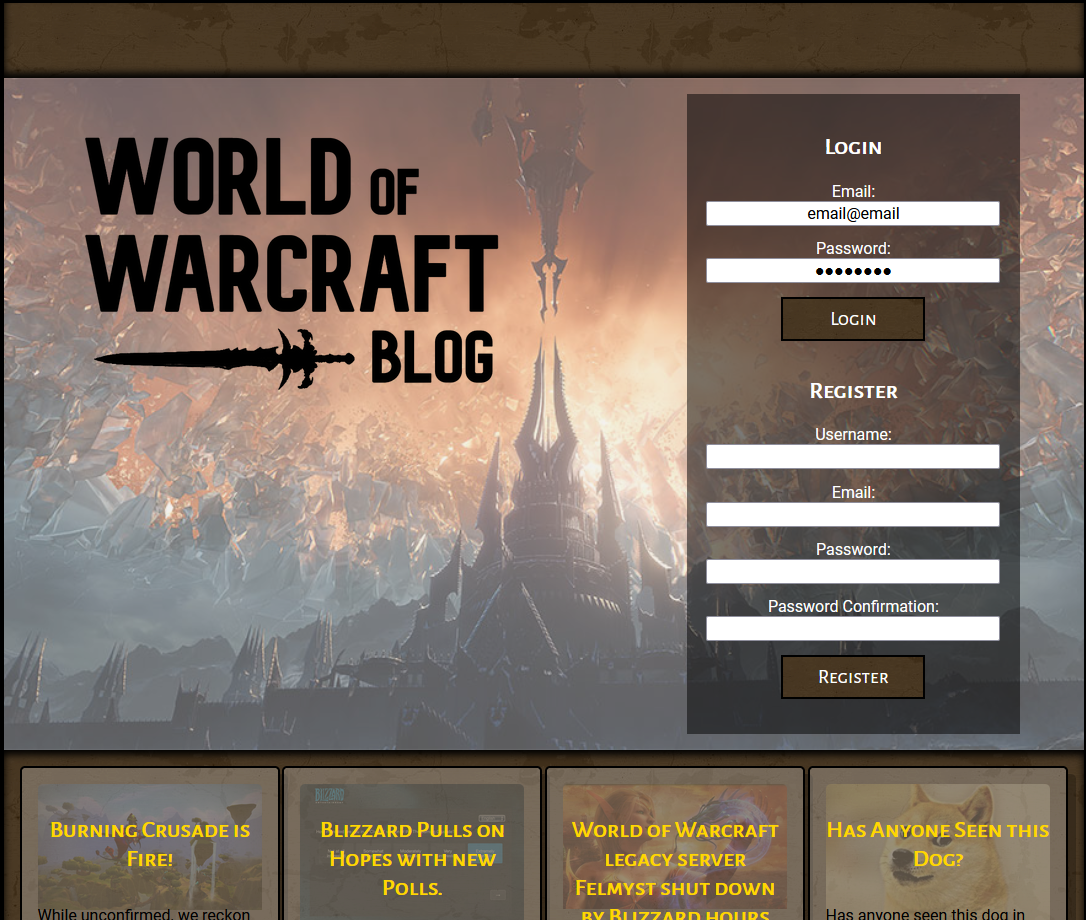 WORLD OF
WARCRAFT
BLOG
Login
Email:
email@email
Password:
••••••••
Login
Register
Username:
Email:
Password:
Password Confirmation:
Register
Burning Crusade is
Fire!
While unconfirmed, we reckon
BLIZZARD
Blizzard Pulls on
Hopes with new
Polls.
World of Warcraft
legacy server
Felmyst shut down
by Blizzard hours
Has Anyone Seen this
Dog?
Has anyone seen this dog in